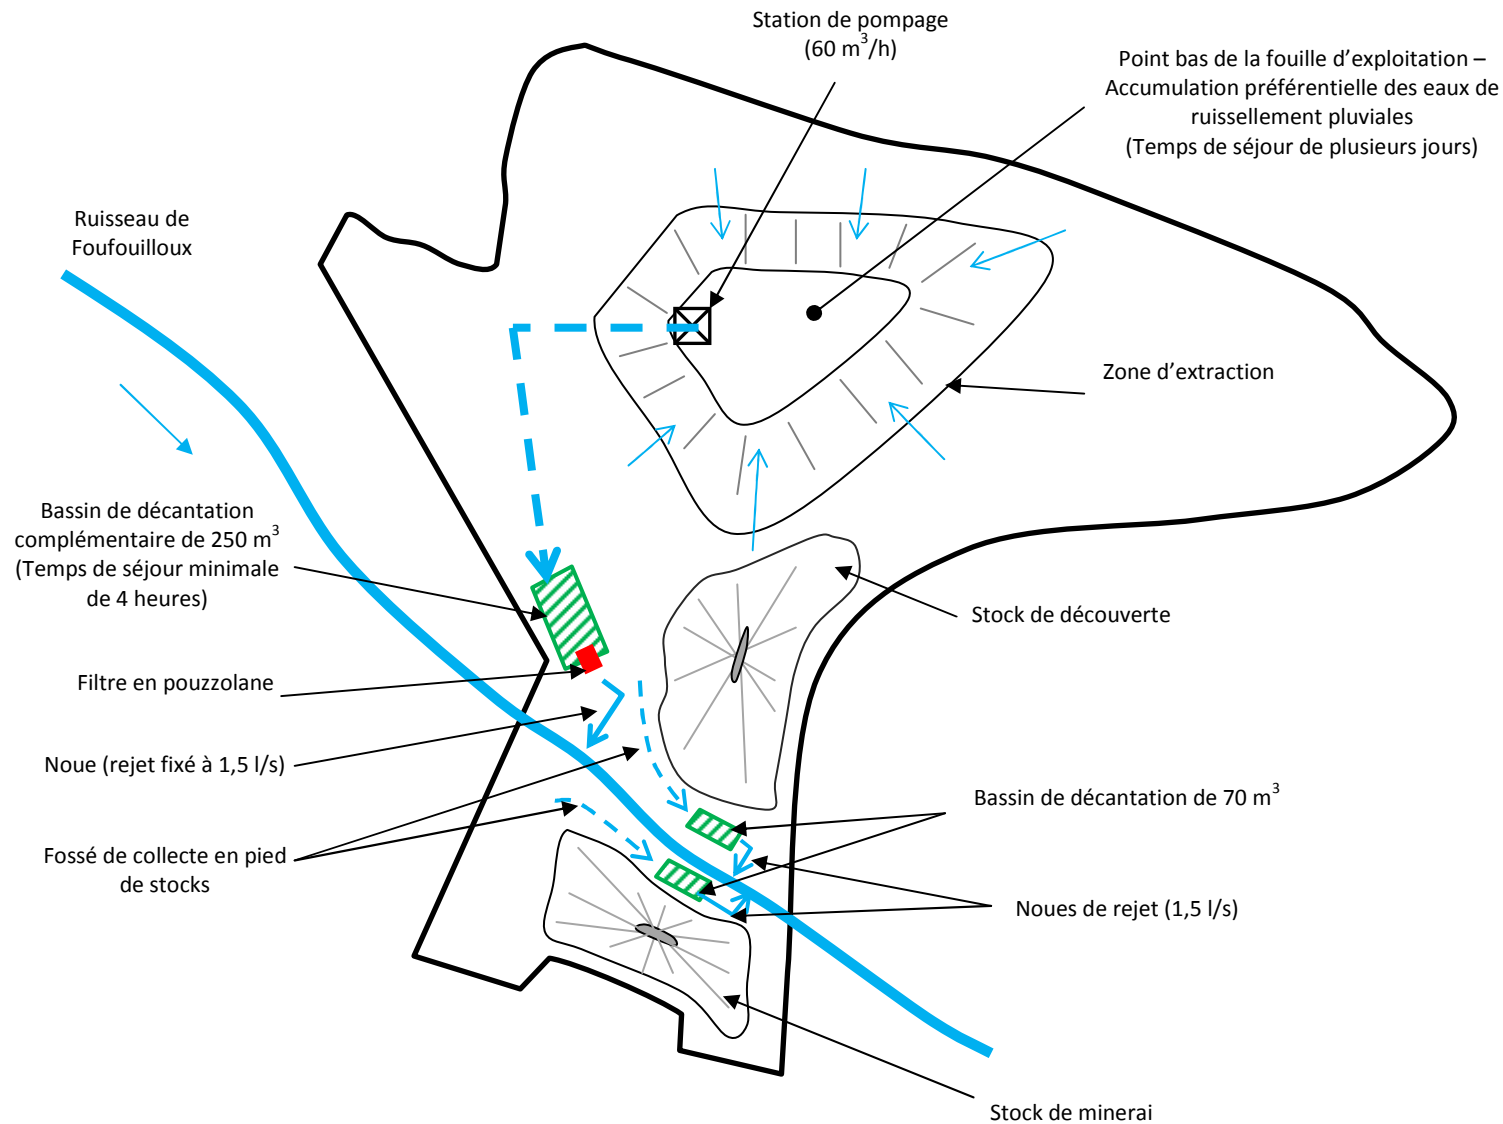 Station de pompage
(60 m³/h)
Point bas de la fouille d’exploitation –
Accumulation préférentielle des eaux de
ruissellement pluviales
(Temps de séjour de plusieurs jours)
Ruisseau de
Foufouilloux
Zone d’extraction
Bassin de décantation
complémentaire de 250 m³
(Temps de séjour minimale
de 4 heures)
Stock de découverte
Filtre en pouzzolane
Noue (rejet fixé à 1,5 l/s)
Bassin de décantation de 70 m³
Fossé de collecte en pied
de stocks
Noues de rejet (1,5 l/s)
Stock de minerai